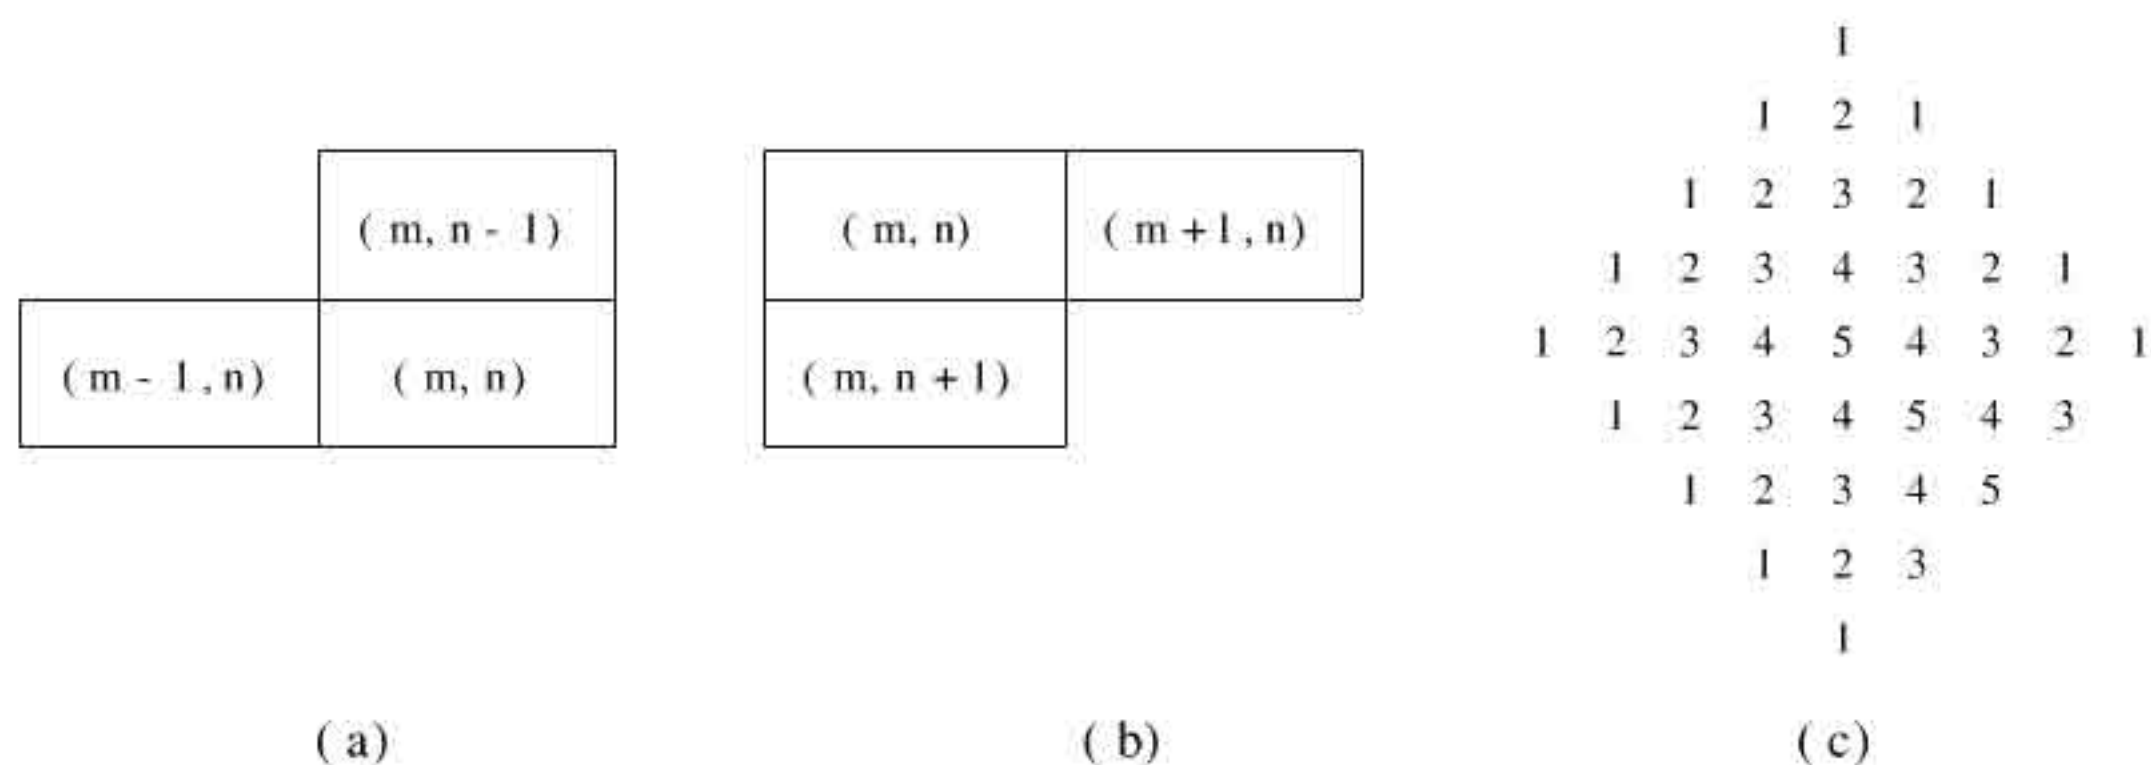 1
1 2 1
( m, n - 1) ( m, n) ( m + 1 , n) 1 2 3 2 1
1 2 3 4 3 2 1
1 2 3 4 5 4 3 2 1
( m - 1 , n) ( m, n) ( m, n + 1) 1 2 3 4 5 4 3
1 2 3 4 5
1 2 3
1
( a) ( b) ( c)